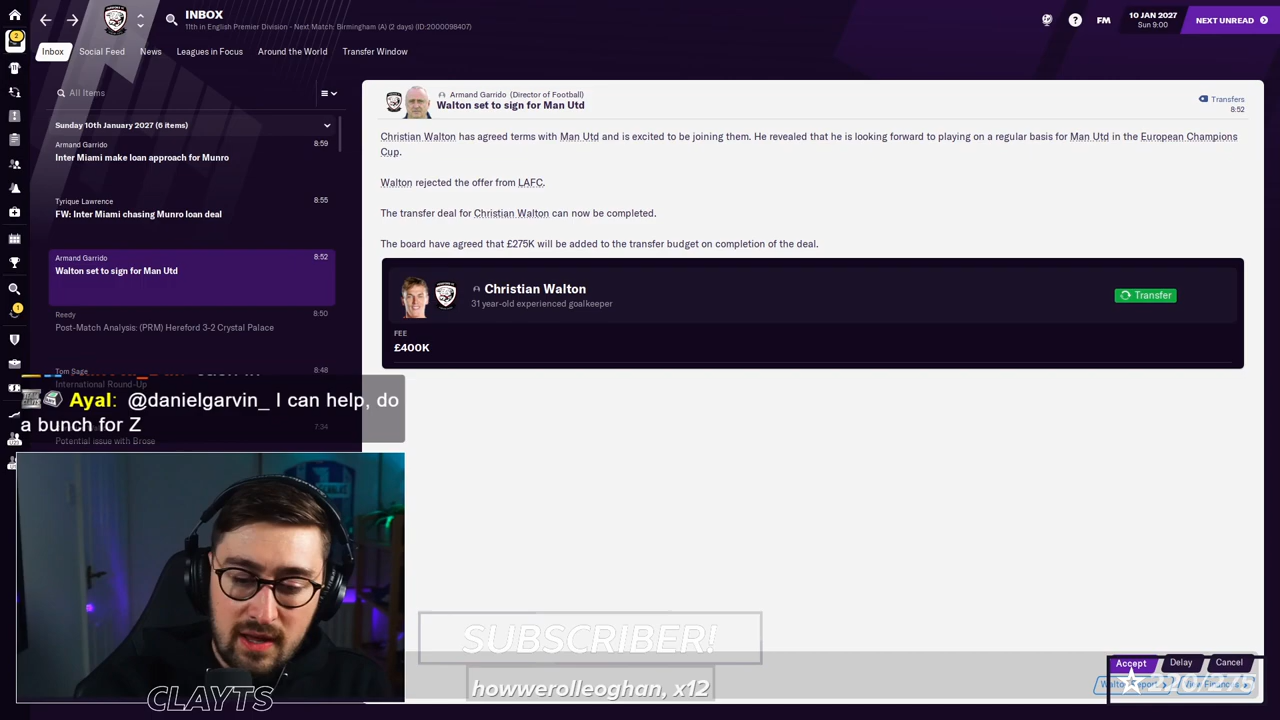 INBOX
11th in English Premier Division - Next Match: Birmingham (A) (2 days) (ID:2000098407)
FM
10 JAN 2027
Sun 9:00
NEXT UNREAD
2
Inbox
Social Feed
News
Leagues in Focus
Around the World
Transfer Window
All Items
Sunday 10th January 2027 (6 items)
Armand Garrido
8:59
Inter Miami make loan approach for Munro
Tyrique Lawrence
8:55
FW: Inter Miami chasing Munro loan deal
Armand Garrido
8:52
Walton set to sign for Man Utd
Reedy
8:50
Post-Match Analysis: (PRM) Hereford 3-2 Crystal Palace
Tom Sage
8:48
International Round-Up
7:34
Potential issue with Brose
1
Armand Garrido (Director of Football)
Walton set to sign for Man Utd
Transfers
8:52
Christian Walton has agreed terms with Man Utd and is excited to be joining them. He revealed that he is looking forward to playing on a regular basis for Man Utd in the European Champions
Cup.
Walton rejected the offer from LAFC.
The transfer deal for Christian Walton can now be completed.
The board have agreed that £275K will be added to the transfer budget on completion of the deal.
Christian Walton
31 year-old experienced goalkeeper
Transfer
FEE
£400K
Ayal: @danielgarvin_ I can help, do
a bunch for Z
CLAYTS
SUBSCRIBER!
howwerolleoghan, x12
Accept
Delay
Cancel
220/275